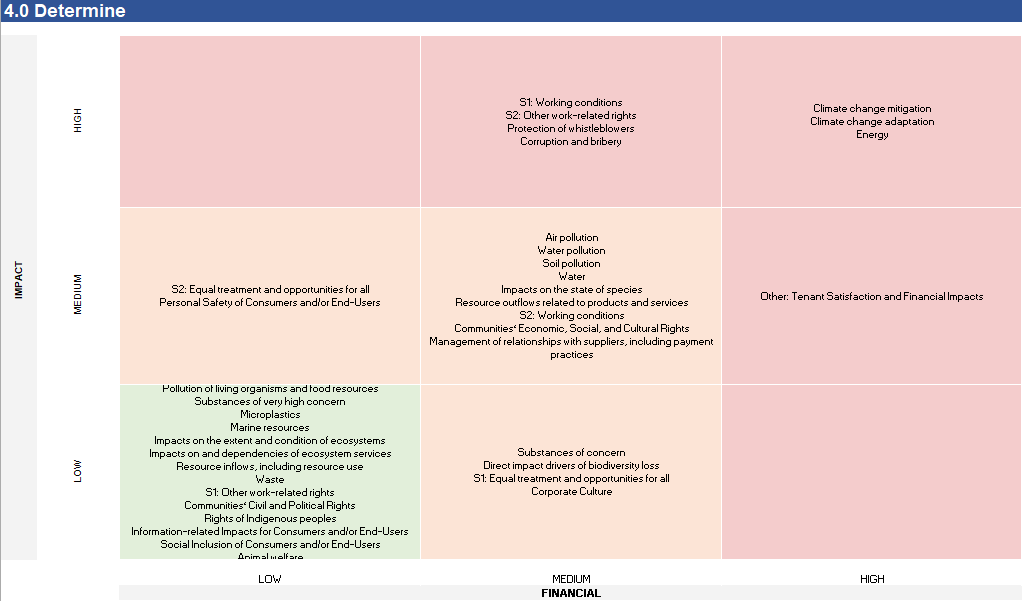 4.0 Determine
HIGH
S1: Working conditions
S2: Other work-related rights
Protection of whistleblowers
Corruption and bribery
Climate change mitigation
Climate change adaptation
Energy
IMPACT
MEDIUM
S2: Equal treatment and opportunities for all
Personal Safety of Consumers and/or End-Users
Air pollution
Water pollution
Soil pollution
Water
Impacts on the state of species
Resource outflows related to products and services
S2: Working conditions
Communities' Economic, Social, and Cultural Rights
Management of relationships with suppliers, including payment
practices
Other: Tenant Satisfaction and Financial Impacts
LOW
Pollution of living organisms and food resources
Substances of very high concern
Microplastics
Marine resources
Impacts on the extent and condition of ecosystems
Impacts on and dependencies of ecosystem services
Resource inflows, including resource use
Waste
S1: Other work-related rights
Communities' Civil and Political Rights
Rights of Indigenous peoples
Information-related Impacts for Consumers and/or End-Users
Social Inclusion of Consumers and/or End-Users
Animal welfare
Substances of concern
Direct impact drivers of biodiversity loss
S1: Equal treatment and opportunities for all
Corporate Culture
LOW
MEDIUM
HIGH
FINANCIAL